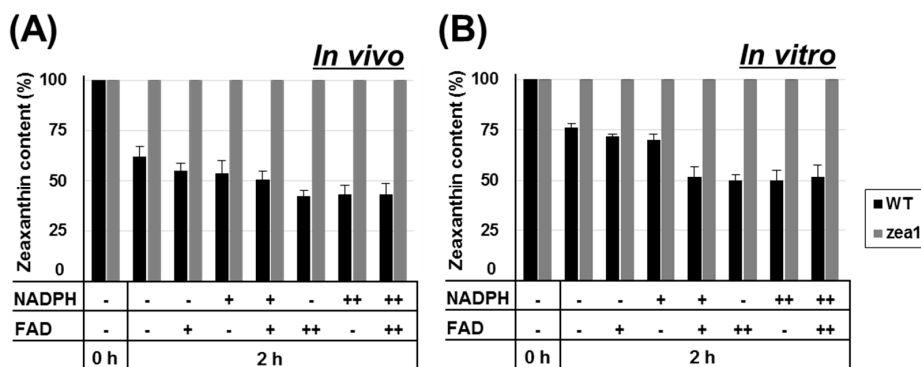 (A)
In vivo
Zeaxanthin content (%)
100
75
50
25
0
NADPH - - - + + - ++ ++
FAD - - + - + ++ - ++
0 h 2 h
(B)
In vitro
Zeaxanthin content (%)
100
75
50
25
0
NADPH - - - + + - ++ ++
FAD - - + - + ++ - ++
0 h 2 h
WT
zea1